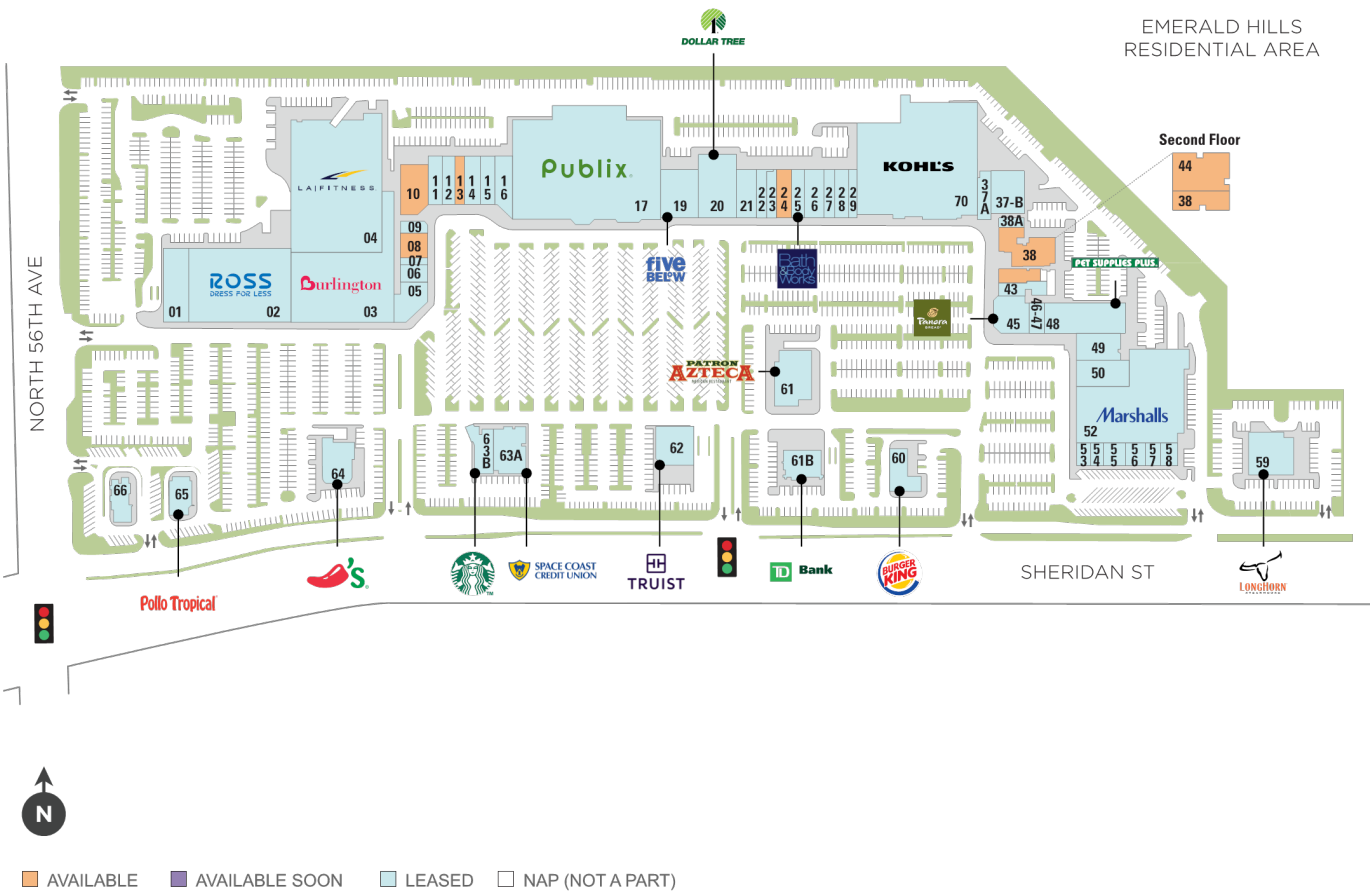 DOLLAR TREE
EMERALD HILLS
RESIDENTIAL AREA
Second Floor
44
38
LA|FITNESS
04
10
11
12
13
14
15
16
Publix
17
19
20
21
22
23
24
25
26
27
28
29
KOHL'S
70
37A
37-B
38A
38
PET SUPPLIES PLUS
09
08
07
06
05
five
BELOW
Bath
&Body
Works
43
46-47
45
48
Panera
BREAD
NORTH 56TH AVE
01
ROSS
DRESS FOR LESS
02
Burlington
03
PATRON
AZTECA
61
49
50
Marshalls
52
53
54
55
56
57
58
59
66
65
64
63B
63A
62
61B
60
Pollo Tropical
'S
SPACE COAST
CREDIT UNION
TRUIST
TD Bank
BURGER
KING
SHERIDAN ST
LONGHORN
STEAKHOUSE
N
AVAILABLE
AVAILABLE SOON
LEASED
NAP (NOT A PART)